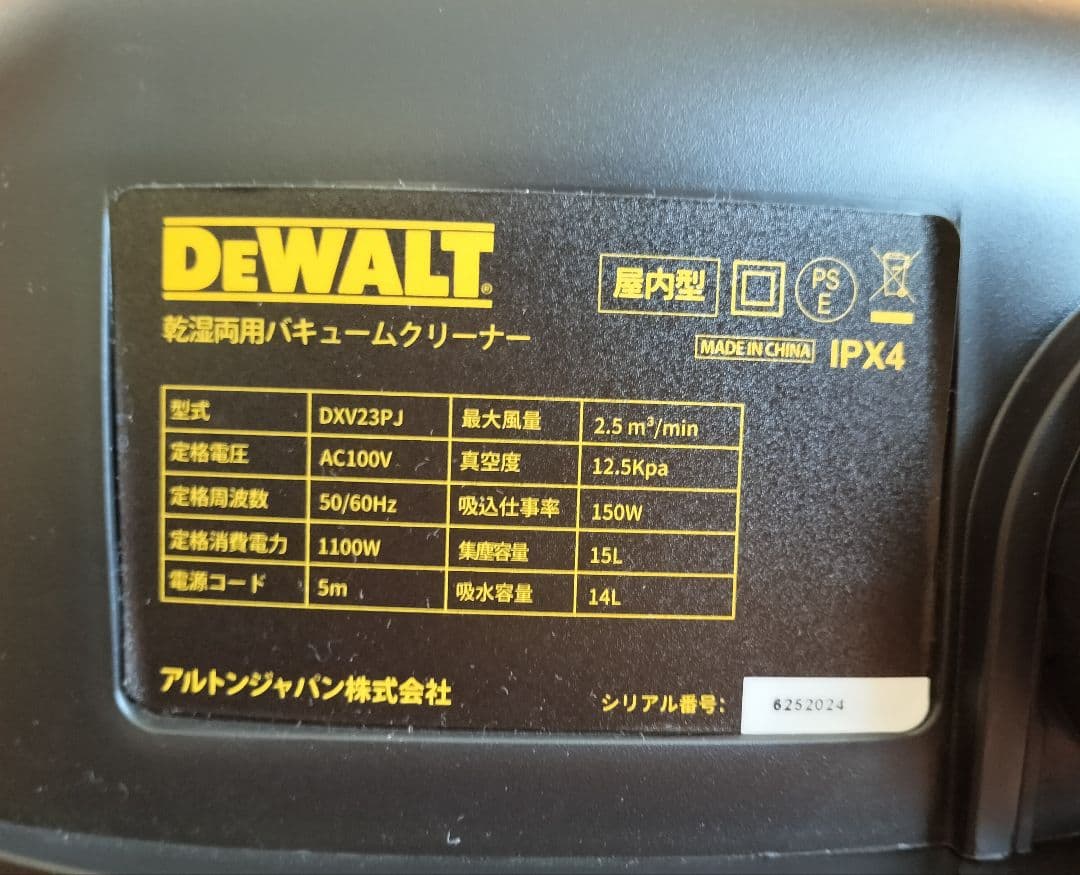 DEWALT®
屋内型
PS
E
乾湿両用バキュームクリーナー
MADE IN CHINA IPX4
型式 DXV23PJ 最大風量 2.5 m³/min
定格電圧 AC100V 真空度 12.5Kpa
定格周波数 50/60Hz 吸込仕事率 150W
定格消費電力 1100W 集塵容量 15L
電源コード 5m 吸水容量 14L
アルトンジャパン株式会社
シリアル番号: 6252024